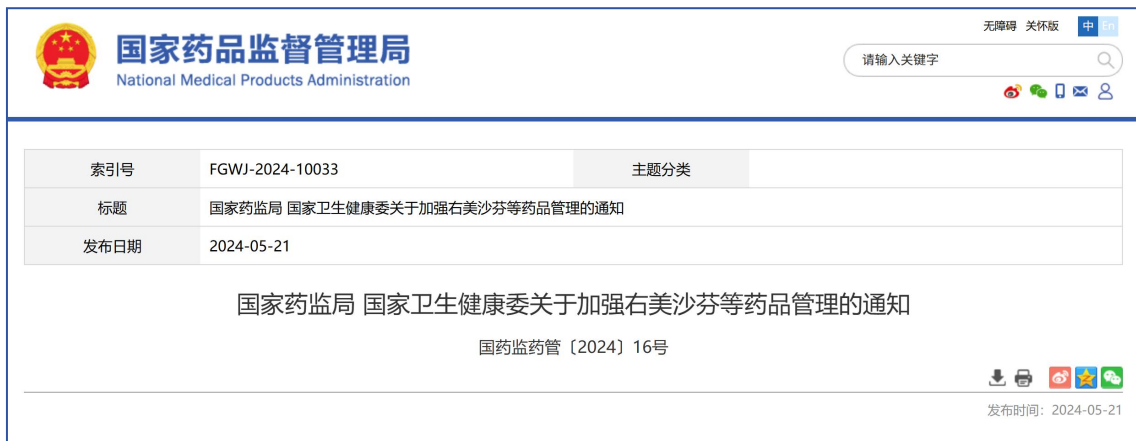 无障碍 关怀版 中 En
国家药品监督管理局
National Medical Products Administration
请输入关键字
索引号 FGWJ-2024-10033 主题分类
标题 国家药监局 国家卫生健康委关于加强右美沙芬等药品管理的通知
发布日期 2024-05-21
国家药监局 国家卫生健康委关于加强右美沙芬等药品管理的通知
国药监药管〔2024〕16号
发布时间：2024-05-21